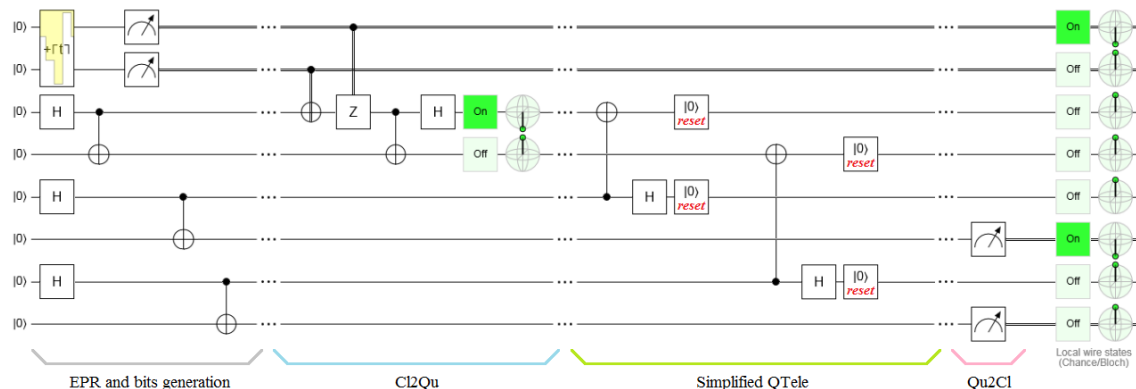 |0⟩ On
|0⟩ ... ... ... Off
|0⟩ H ... Z H On ... |0⟩ reset ... Off
|0⟩ ... Off ... |0⟩ reset ... Off
|0⟩ H ... ... H |0⟩ reset ... Off
|0⟩ ... ... ... On
|0⟩ H ... ... H |0⟩ reset ... Off
|0⟩ ... ... ... Off
Local wire states
(Chance/Bloch)
EPR and bits generation Cl2Qu Simplified QTele Qu2Cl